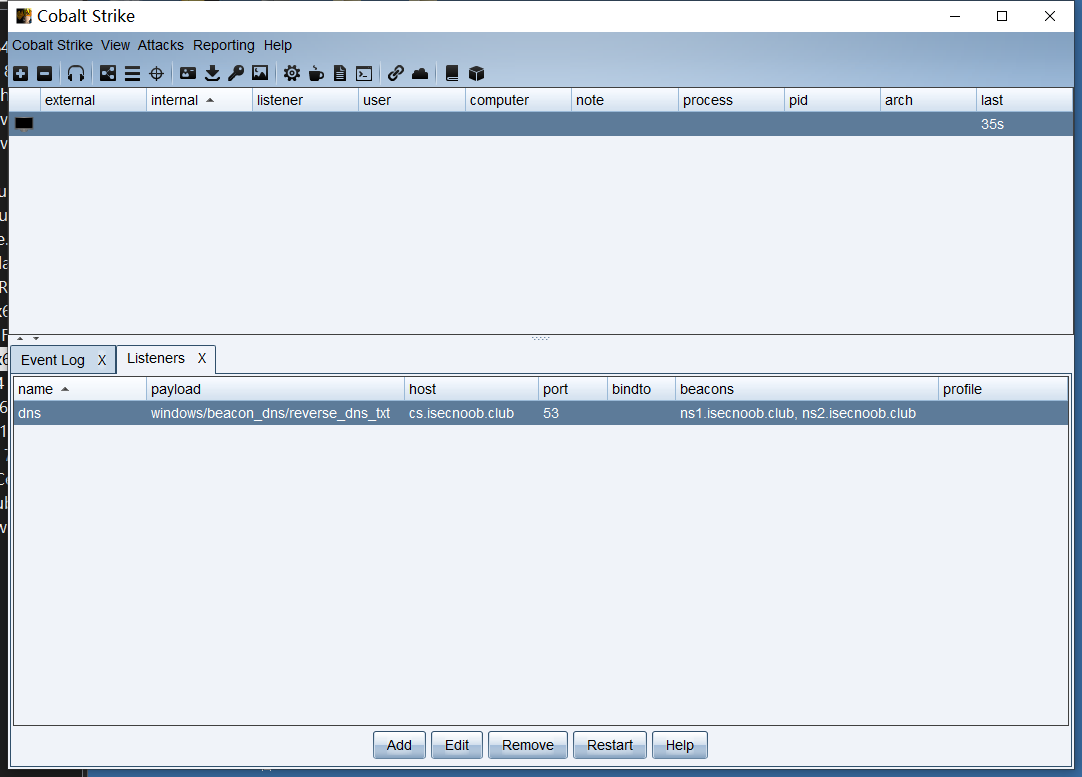 Cobalt Strike
Cobalt Strike View Attacks Reporting Help
external internal listener user computer note process pid arch last
35s
Event Log X Listeners X
name payload host port bindto beacons profile
dns windows/beacon_dns/reverse_dns_txt cs.isecnoob.club 53 ns1.isecnoob.club, ns2.isecnoob.club
Add Edit Remove Restart Help